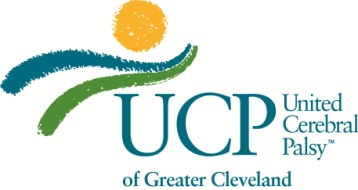 UCP United
Cerebral
Palsy™
of Greater Cleveland